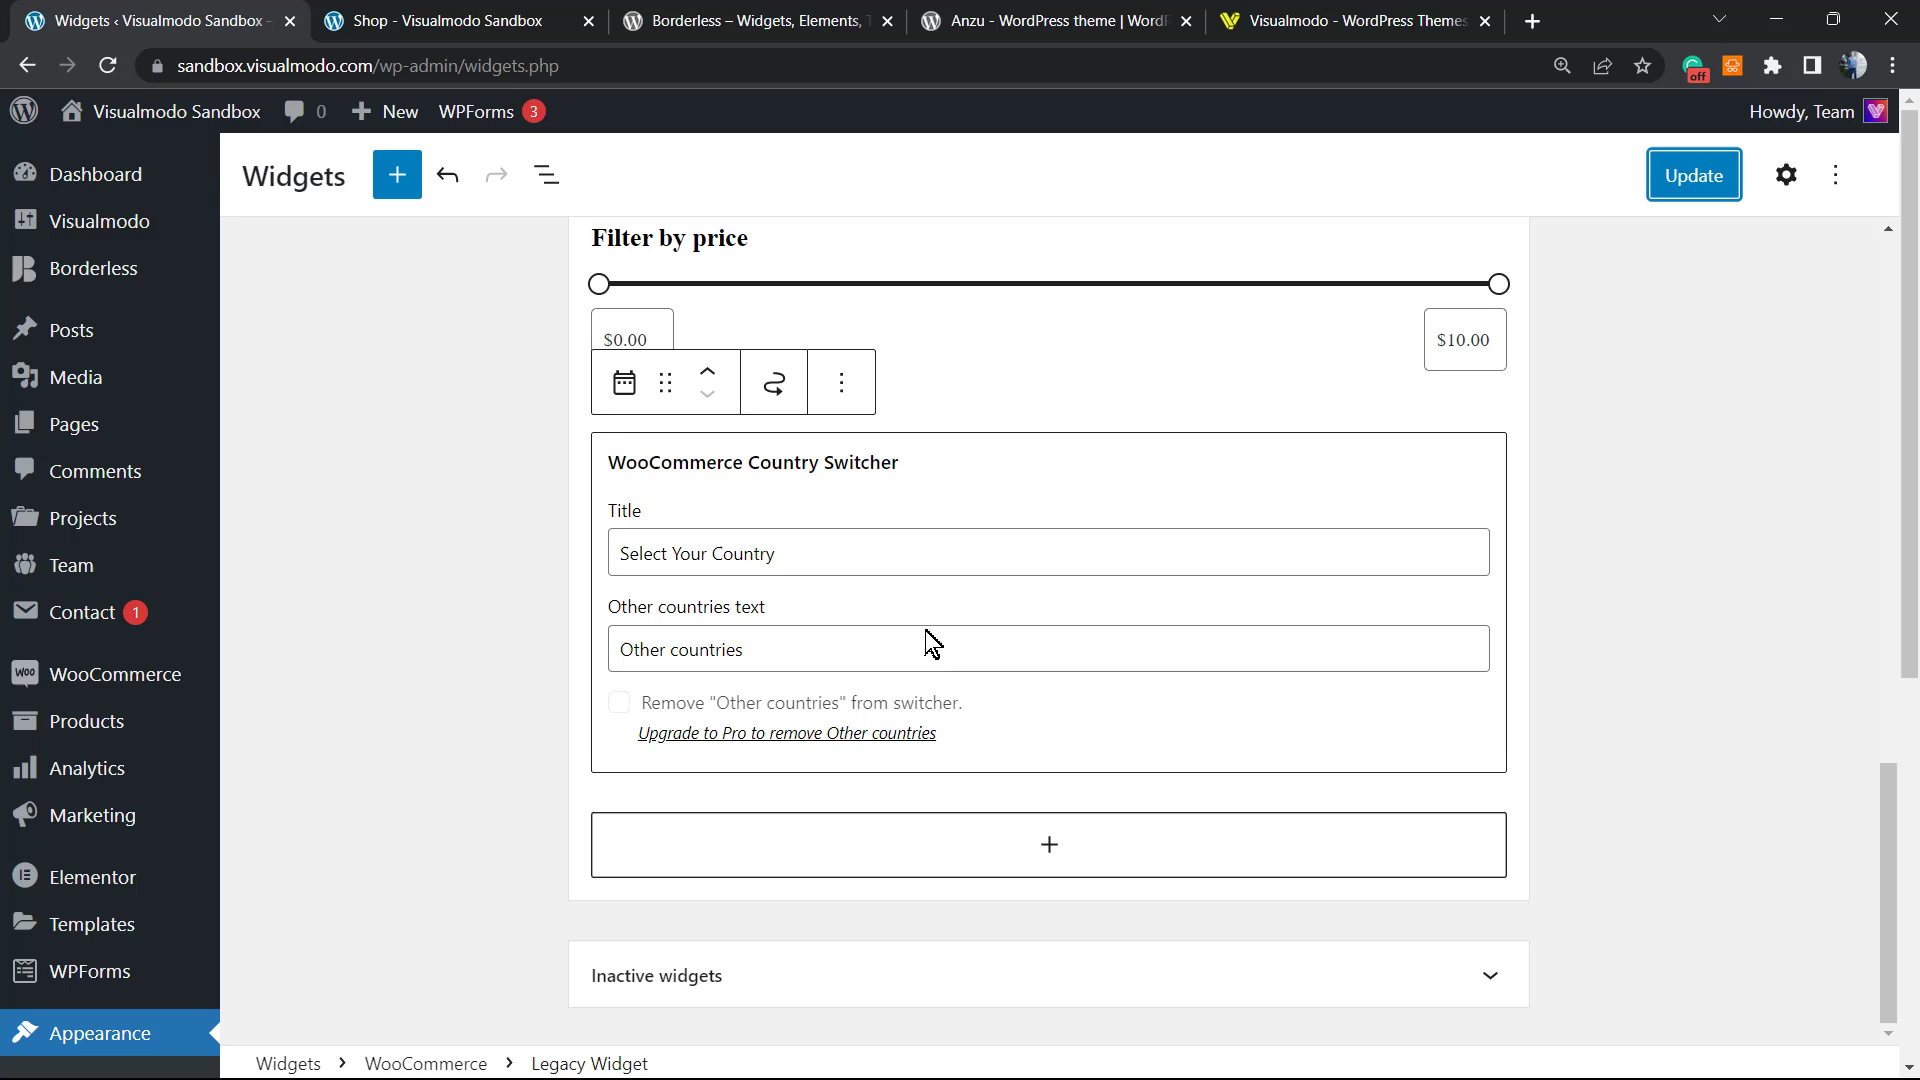 Widgets ‹ Visualmodo Sandbox –
Shop - Visualmodo Sandbox
Borderless – Widgets, Elements, T
Anzu - WordPress theme | WordP
Visualmodo - WordPress Themes
sandbox.visualmodo.com/wp-admin/widgets.php
off
Visualmodo Sandbox
0
New
WPForms
3
Howdy, Team
Dashboard
Visualmodo
Borderless
Posts
Media
Pages
Comments
Projects
Team
Contact
1
WooCommerce
Products
Analytics
Marketing
Elementor
Templates
WPForms
Appearance
Widgets
Update
Filter by price
$0.00
$10.00
WooCommerce Country Switcher
Title
Select Your Country
Other countries text
Other countries
Remove "Other countries" from switcher.
Upgrade to Pro to remove Other countries
Inactive widgets
Widgets › WooCommerce › Legacy Widget